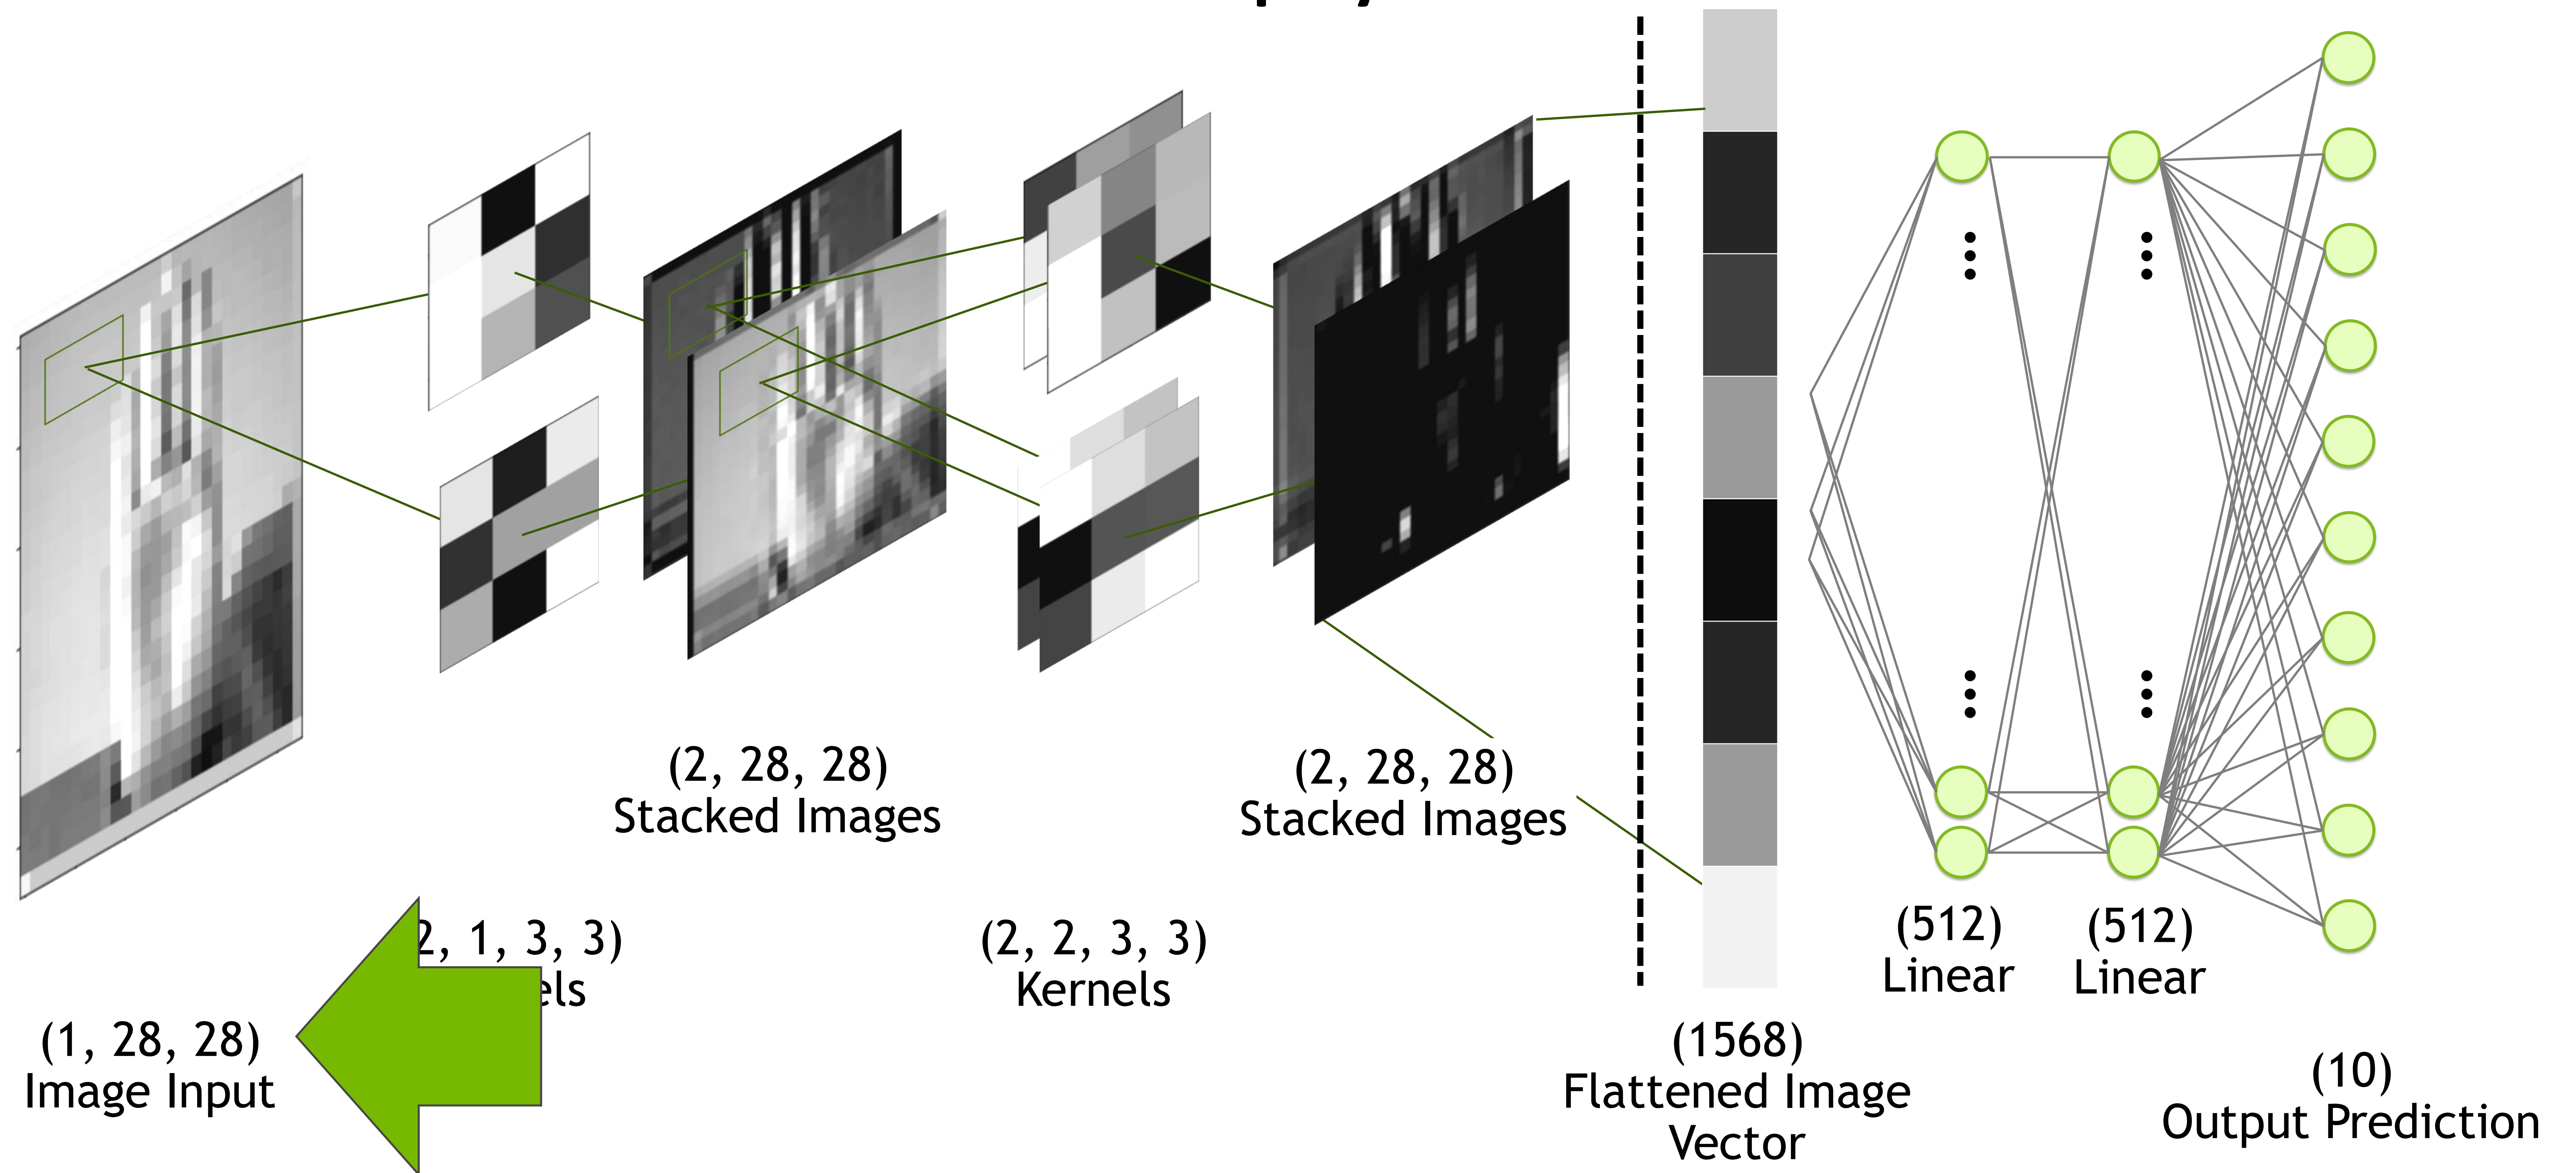 (2, 28, 28)
Stacked Images
(2, 28, 28)
Stacked Images
2, 1, 3, 3)
(2, 2, 3, 3)
Kernels
(512)
Linear
(512)
Linear
(1, 28, 28)
Image Input
(1568)
Flattened Image
Vector
(10)
Output Prediction